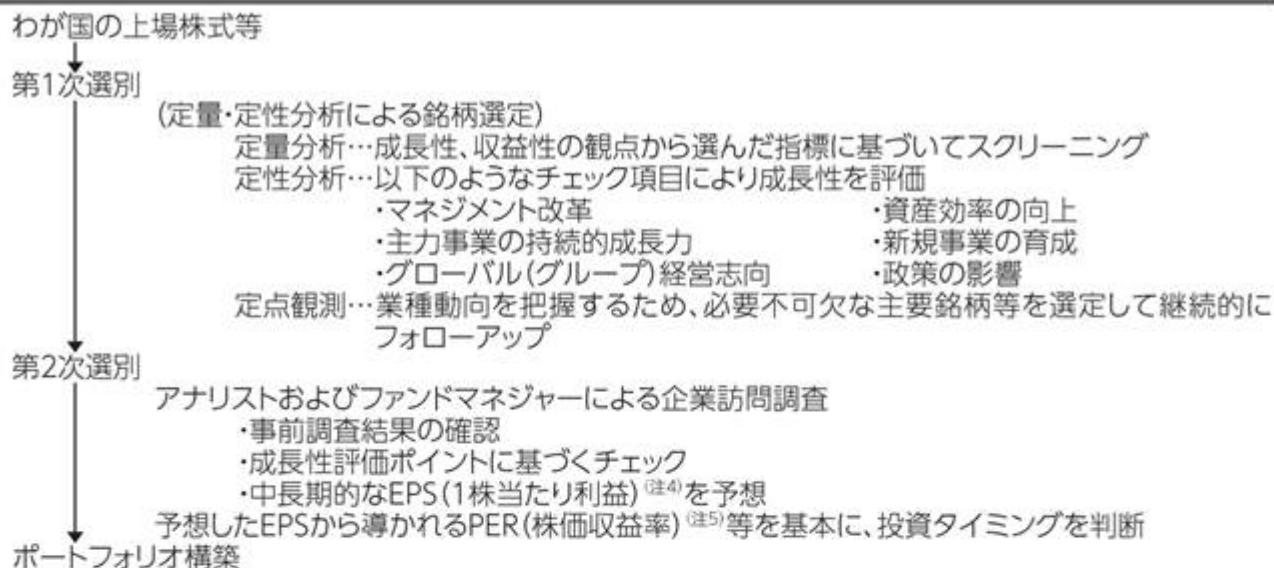 わが国の上場株式等
第1次選別
(定量・定性分析による銘柄選定)
定量分析…成長性、収益性の観点から選んだ指標に基づいてスクリーニング
定性分析…以下のようなチェック項目により成長性を評価
・マネジメント改革 ・資産効率の向上
・主力事業の持続的成長力 ・新規事業の育成
・グローバル(グループ)経営志向 ・政策の影響
定点観測…業種動向を把握するため、必要不可欠な主要銘柄等を選定して継続的に
フォローアップ
第2次選別
アナリストおよびファンドマネジャーによる企業訪問調査
・事前調査結果の確認
・成長性評価ポイントに基づくチェック
・中長期的なEPS(1株当たり利益)(注4)を予想
予想したEPSから導かれるPER(株価収益率)(注5)等を基本に、投資タイミングを判断
ポートフォリオ構築